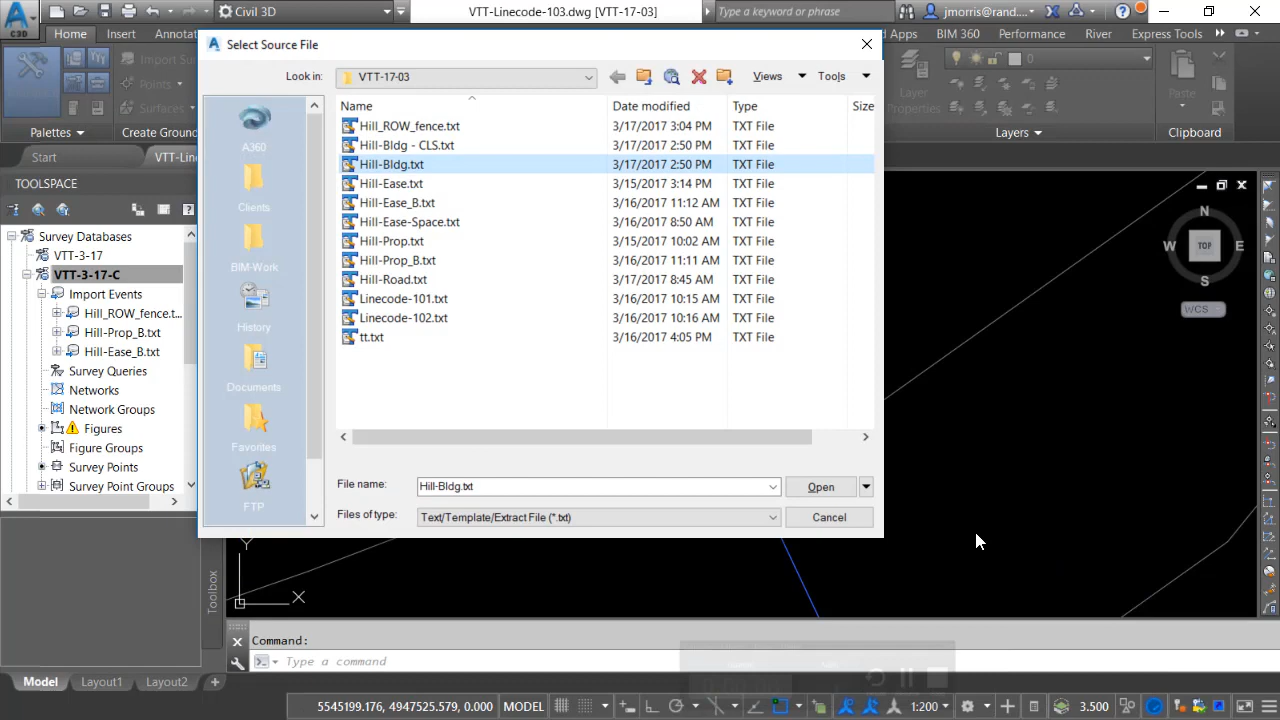 C3D
Civil 3D
VTT-Linecode-103.dwg [VTT-17-03]
Type a keyword or phrase
jmorris@rand....
Home
Insert
Annotat
Select Source File
ed Apps
BIM 360
Performance
River
Express Tools
Look in:
VTT-17-03
Views
Tools
Points
Surfaces
0
Layer
Properties
Paste
Palettes
Create Ground
Layers
Clipboard
Name
Date modified
Type
Size
Start
VTT-Lin
TOOLSPACE
Hill_ROW_fence.txt 3/17/2017 3:04 PM TXT File
Hill-Bldg - CLS.txt 3/17/2017 2:50 PM TXT File
Hill-Bldg.txt 3/17/2017 2:50 PM TXT File
Hill-Ease.txt 3/15/2017 3:14 PM TXT File
Hill-Ease_B.txt 3/16/2017 11:12 AM TXT File
Hill-Ease-Space.txt 3/16/2017 8:50 AM TXT File
Hill-Prop.txt 3/15/2017 10:02 AM TXT File
Hill-Prop_B.txt 3/16/2017 11:11 AM TXT File
Hill-Road.txt 3/17/2017 8:45 AM TXT File
Linecode-101.txt 3/16/2017 10:15 AM TXT File
Linecode-102.txt 3/16/2017 10:16 AM TXT File
tt.txt 3/16/2017 4:05 PM TXT File
A360
Clients
BIM-Work
History
Documents
Favorites
FTP
Survey Databases
VTT-3-17
VTT-3-17-C
Import Events
Hill_ROW_fence.t...
Hill-Prop_B.txt
Hill-Ease_B.txt
Survey Queries
Networks
Network Groups
Figures
Figure Groups
Survey Points
Survey Point Groups
N
W
TOP
E
S
WCS
File name:
Hill-Bldg.txt
Open
Files of type:
Text/Template/Extract File (*.txt)
Cancel
Y
X
Toolbox
Command:
Type a command
Model
Layout1
Layout2
+
5545199.176, 4947525.579, 0.000
MODEL
1:200
3.500